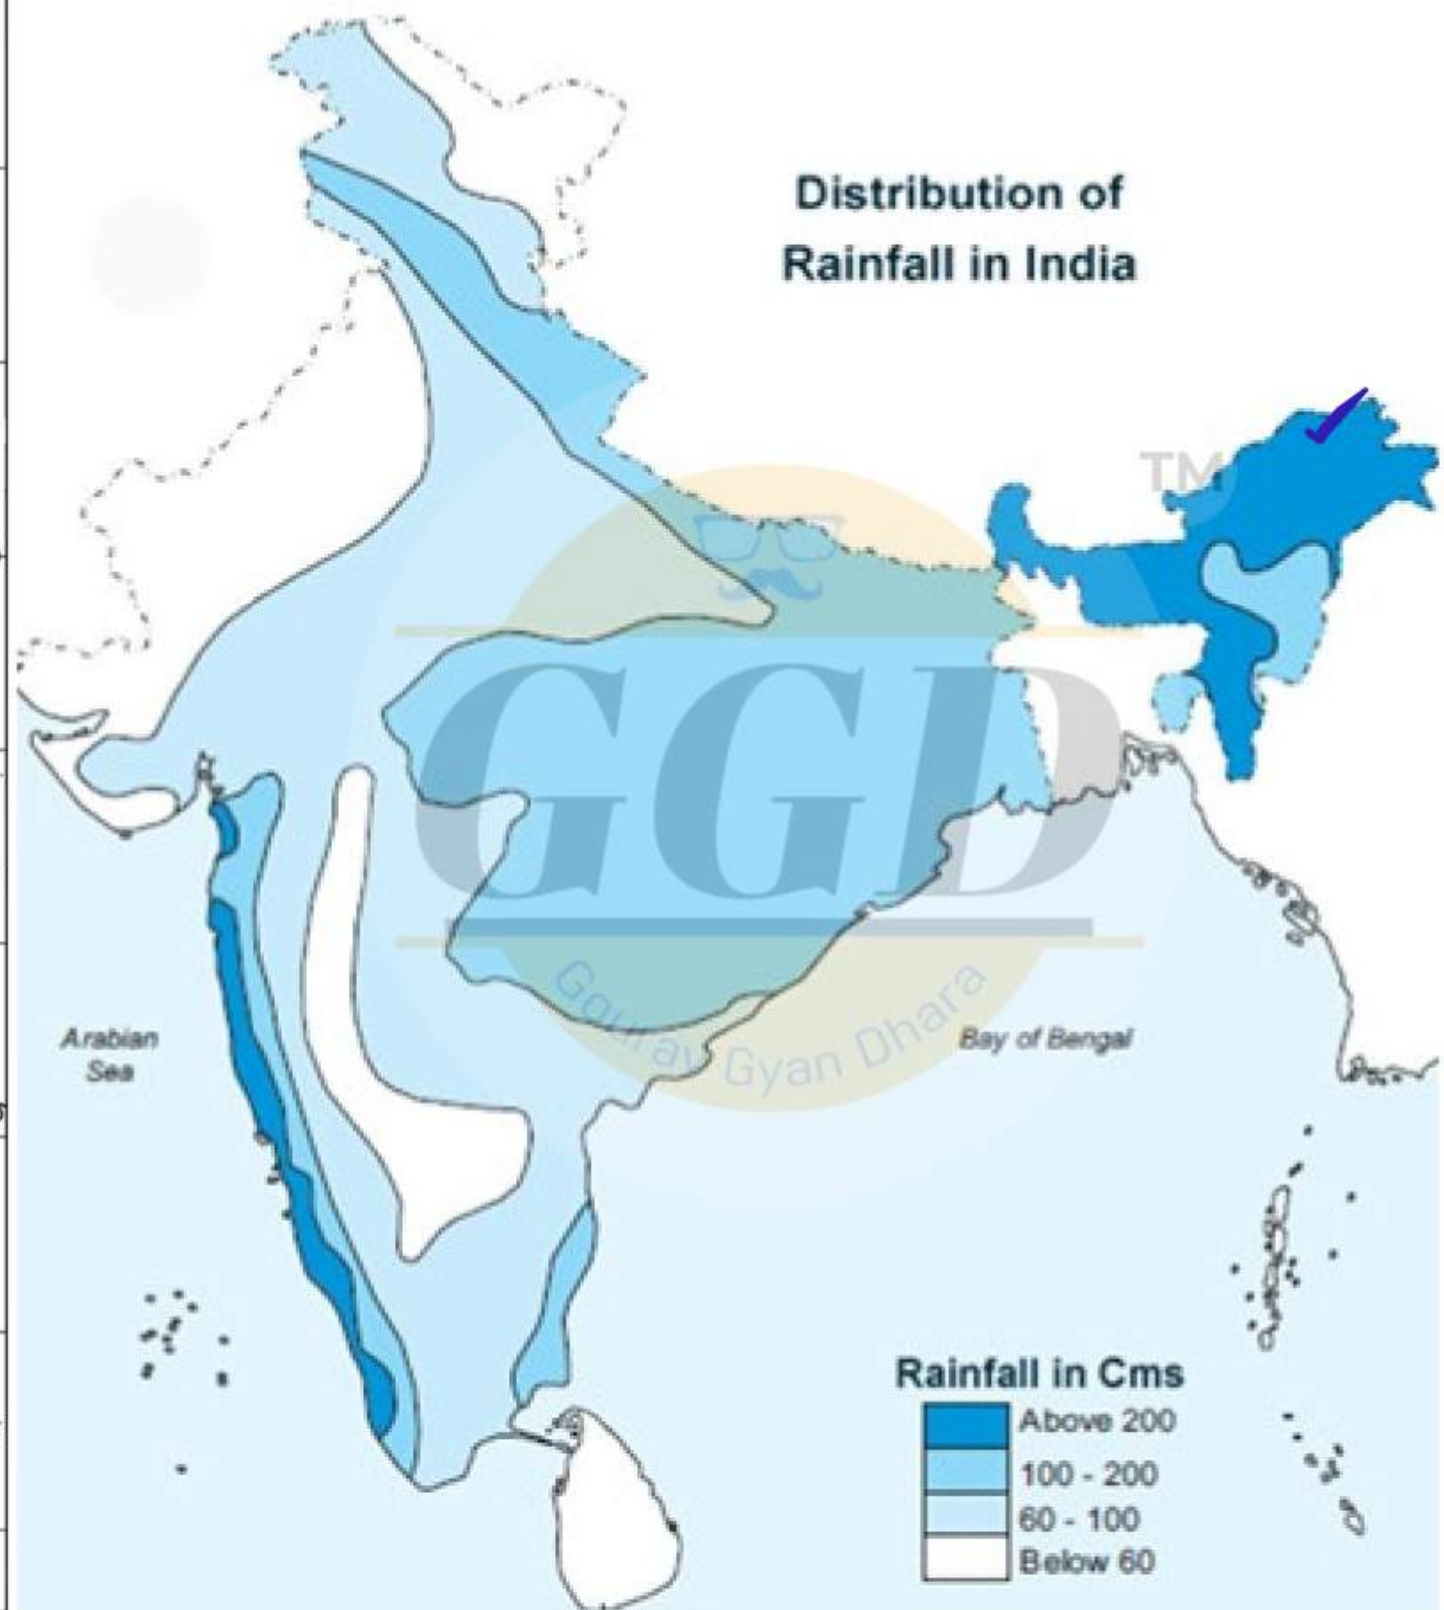 Distribution of
Rainfall in India
TM
GGD
Gourav Gyan Dhara
Arabian
Sea
Bay of Bengal
Rainfall in Cms
Above 200
100 - 200
60 - 100
Below 60